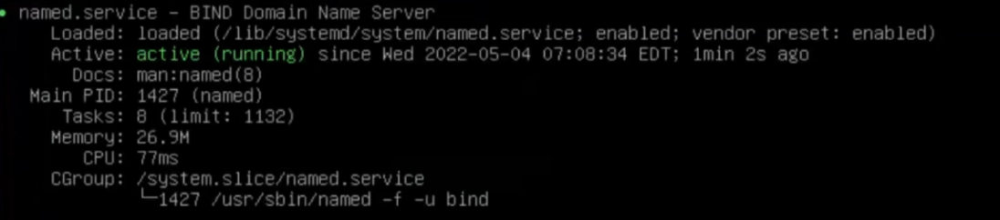 ● named.service - BIND Domain Name Server
Loaded: loaded (/lib/systemd/system/named.service; enabled; vendor preset: enabled)
Active: active (running) since Wed 2022-05-04 07:08:34 EDT; 1min 2s ago
Docs: man:named(8)
Main PID: 1427 (named)
Tasks: 8 (limit: 1132)
Memory: 26.9M
CPU: 77ms
CGroup: /system.slice/named.service
└─1427 /usr/sbin/named -f -u bind